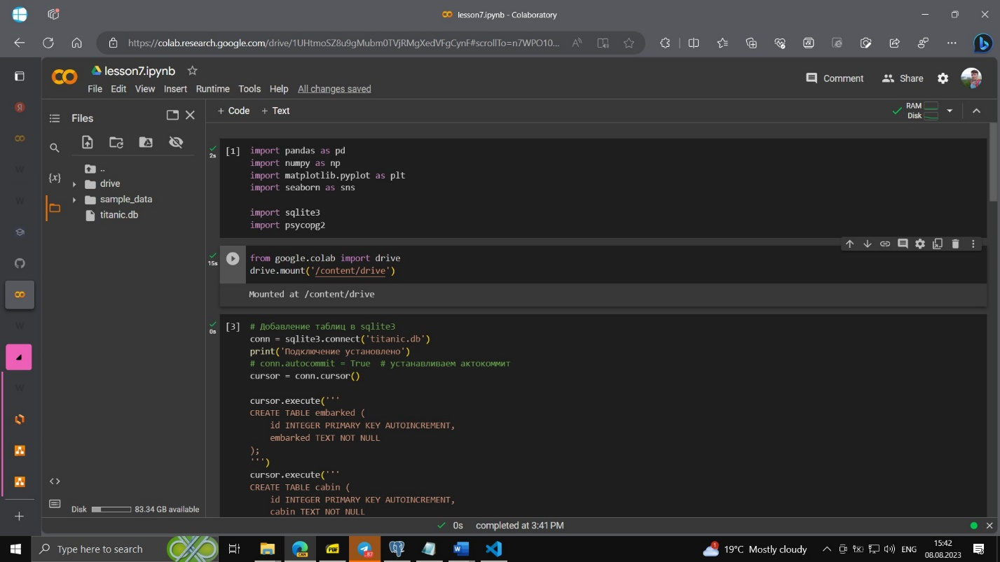 lesson7.ipynb - Colaboratory
https://colab.research.google.com/drive/1UHtmoSZ8u9gMubm0TVjRMgXedVFgCynF#scrollTo=n7WPO10...
lesson7.ipynb
File Edit View Insert Runtime Tools Help All changes saved
Comment Share
Files
+ Code + Text
RAM
Disk
..
drive
sample_data
titanic.db
{x}
2s
[1] import pandas as pd
import numpy as np
import matplotlib.pyplot as plt
import seaborn as sns
import sqlite3
import psycopg2
15s
from google.colab import drive
drive.mount('/content/drive')
Mounted at /content/drive
0s
[3] # Добавление таблиц в sqlite3
conn = sqlite3.connect('titanic.db')
print('Подключение установлено')
# conn.autocommit = True # устанавливаем актокоммит
cursor = conn.cursor()
cursor.execute('''
CREATE TABLE embarked (
id INTEGER PRIMARY KEY AUTOINCREMENT,
embarked TEXT NOT NULL
);
''')
cursor.execute('''
CREATE TABLE cabin (
id INTEGER PRIMARY KEY AUTOINCREMENT,
cabin TEXT NOT NULL
Disk 83.34 GB available
0s completed at 3:41 PM
Type here to search
CAN
PDF
87
1
19°C Mostly cloudy
ENG
15:42
08.08.2023